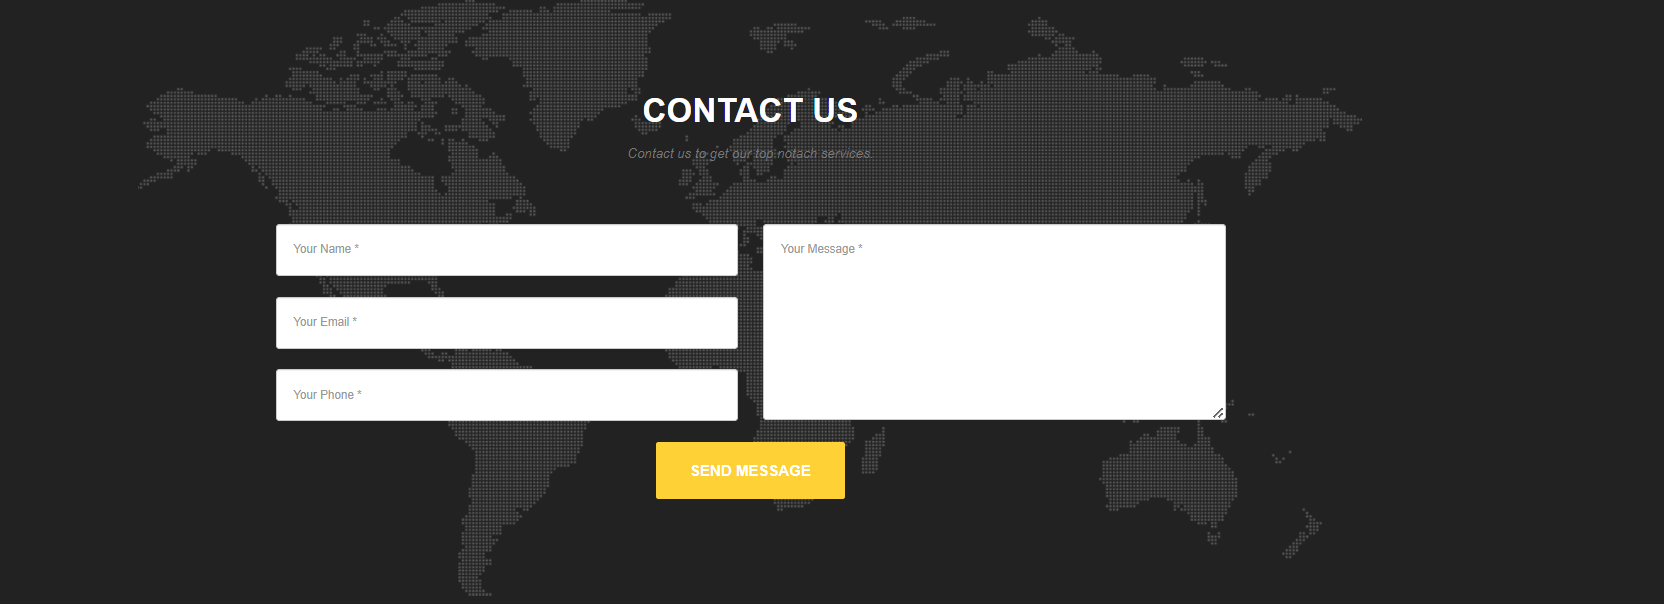 CONTACT US
Contact us to get our top notach services.
Your Name *
Your Message *
Your Email *
Your Phone *
SEND MESSAGE